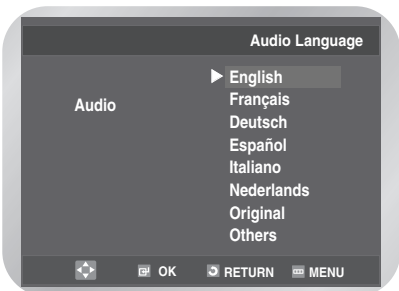 Audio Language
Audio
English
Français
Deutsch
Español
Italiano
Nederlands
Original
Others
OK RETURN MENU